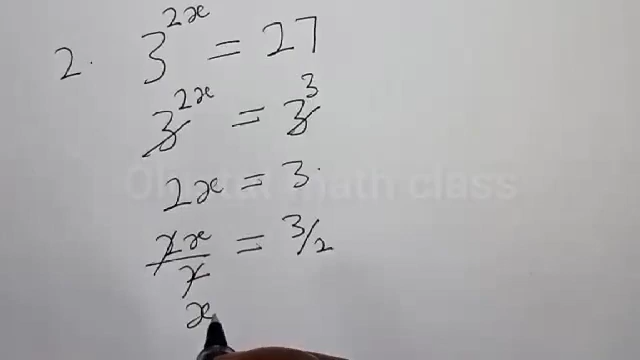 2. 3^{2x} = 27
3^{2x} = 3^3
2x = 3
2x/2 = 3/2
x